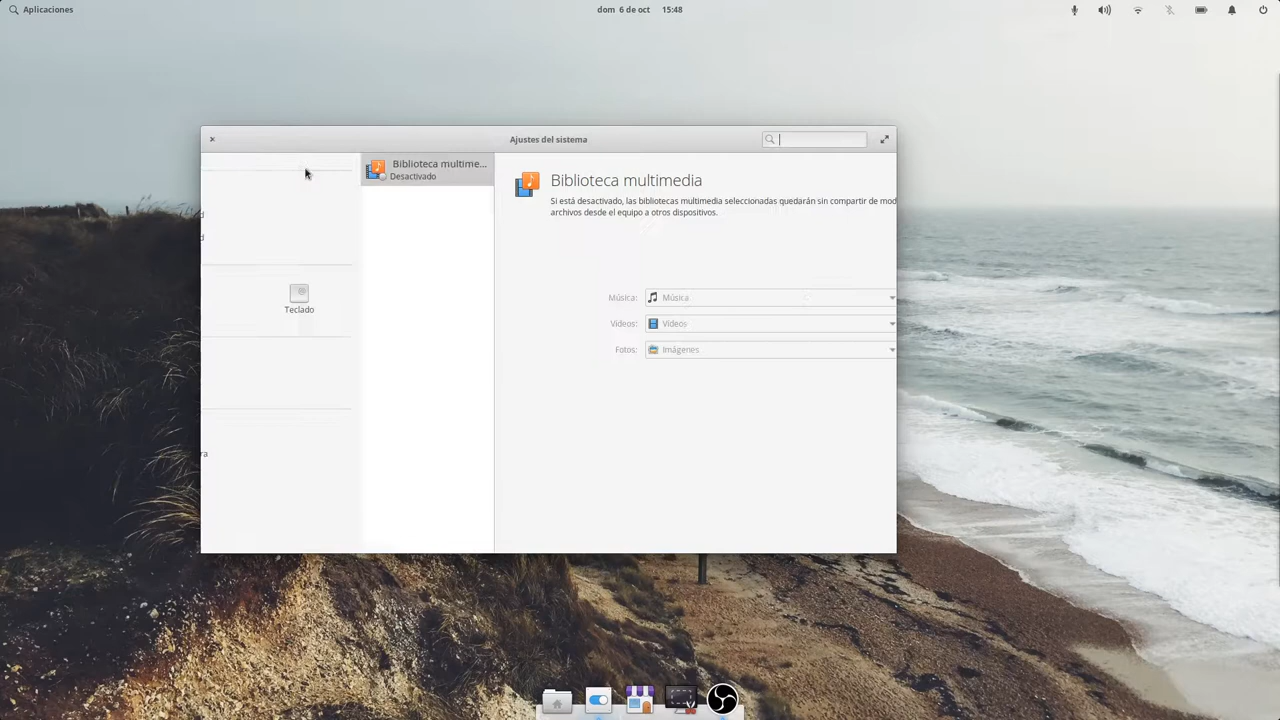 Aplicaciones
dom 6 de oct 15:48
Ajustes del sistema
Biblioteca multime...
Desactivado
Biblioteca multimedia
Si está desactivado, las bibliotecas multimedia seleccionadas quedarán sin compartir de mod
archivos desde el equipo a otros dispositivos.
d
d
Teclado
Música: Música
Vídeos: Vídeos
Fotos: Imágenes
ra